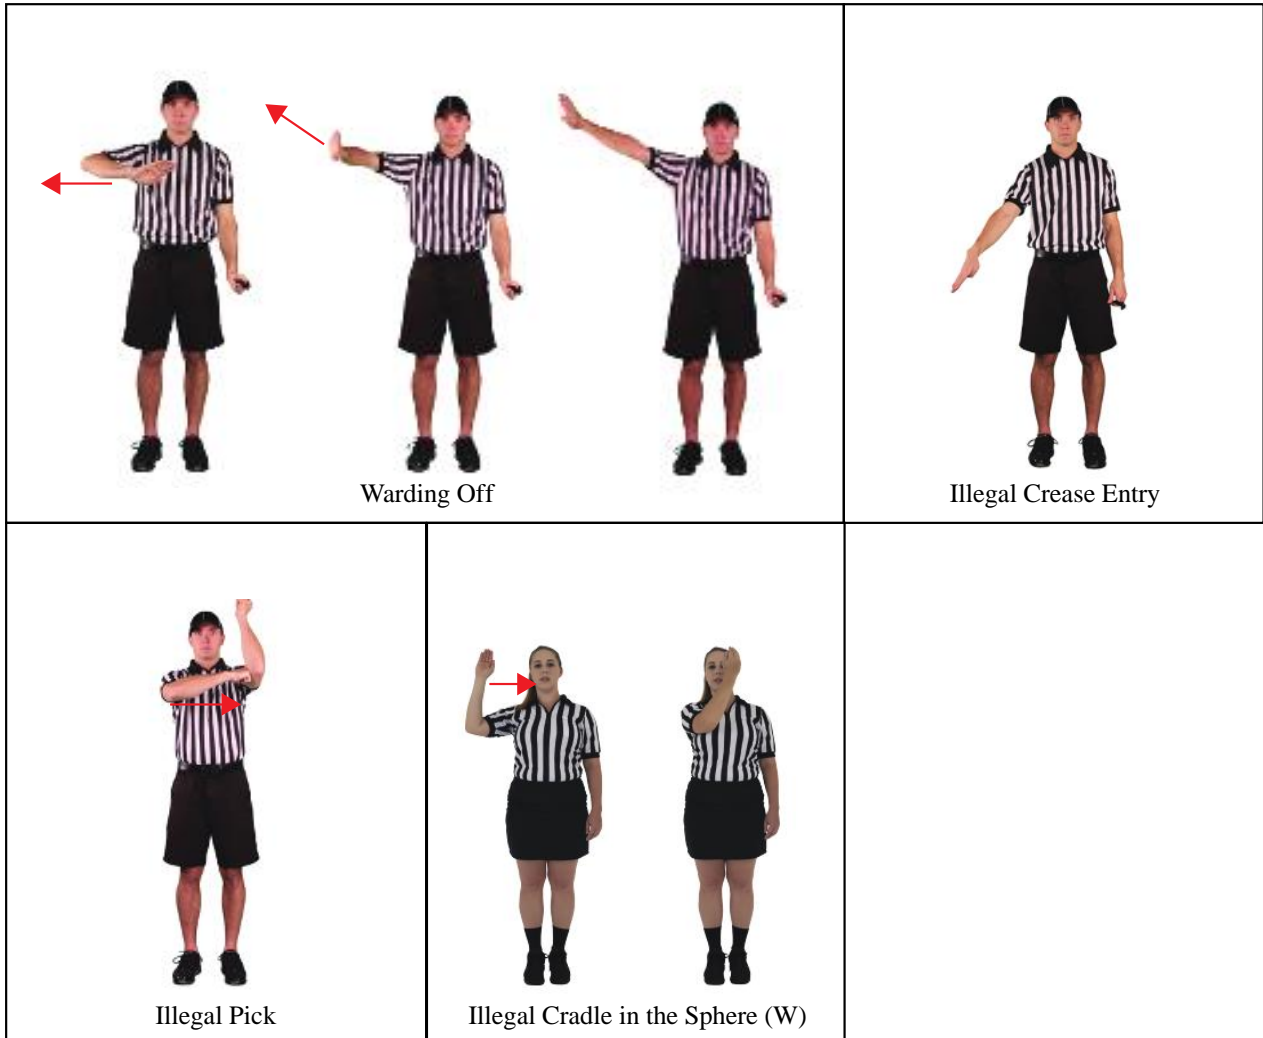 Warding Off
Illegal Crease Entry
Illegal Pick
Illegal Cradle in the Sphere (W)